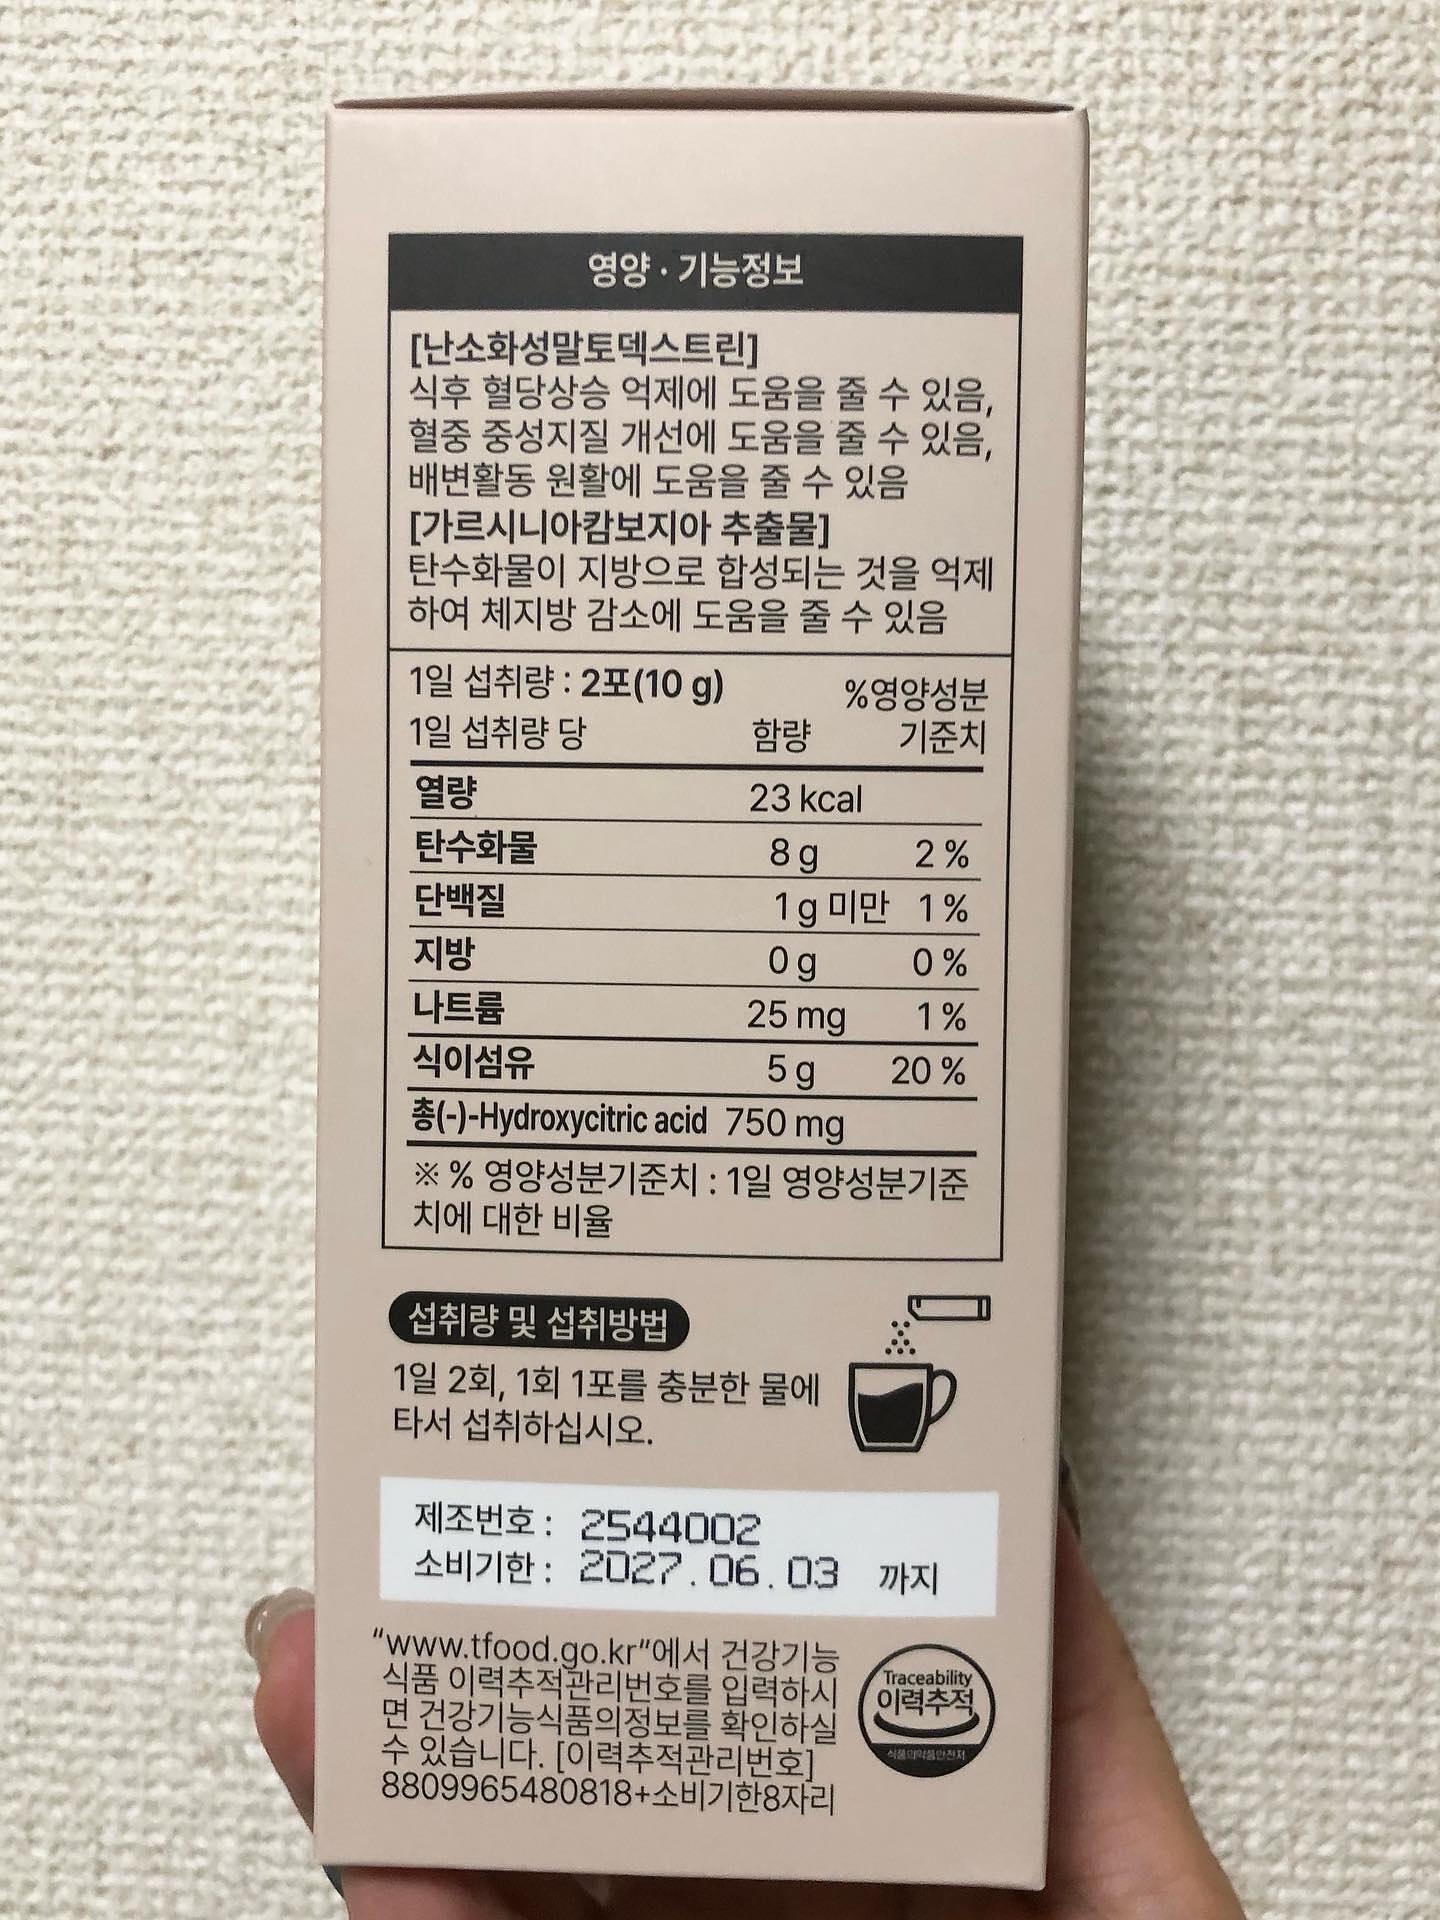 영양 · 기능정보
[난소화성말토덱스트린]
식후 혈당상승 억제에 도움을 줄 수 있음,
혈중 중성지질 개선에 도움을 줄 수 있음,
배변활동 원활에 도움을 줄 수 있음
[가르시니아캄보지아 추출물]
탄수화물이 지방으로 합성되는 것을 억제
하여 체지방 감소에 도움을 줄 수 있음
1일 섭취량 : 2포(10 g)
%영양성분
1일 섭취량 당 함량 기준치
열량 23 kcal
탄수화물 8 g 2 %
단백질 1 g 미만 1 %
지방 0 g 0 %
나트륨 25 mg 1 %
식이섬유 5 g 20 %
총(-)-Hydroxycitric acid 750 mg
※ % 영양성분기준치 : 1일 영양성분기준
치에 대한 비율
섭취량 및 섭취방법
1일 2회, 1회 1포를 충분한 물에
타서 섭취하십시오.
제조번호 : 2544002
소비기한 : 2027.06.03 까지
“www.tfood.go.kr”에서 건강기능
식품 이력추적관리번호를 입력하시
면 건강기능식품의정보를 확인하실
수 있습니다. [이력추적관리번호]
8809965480818+소비기한8자리
Traceability
이력추적
식품의약품안전처